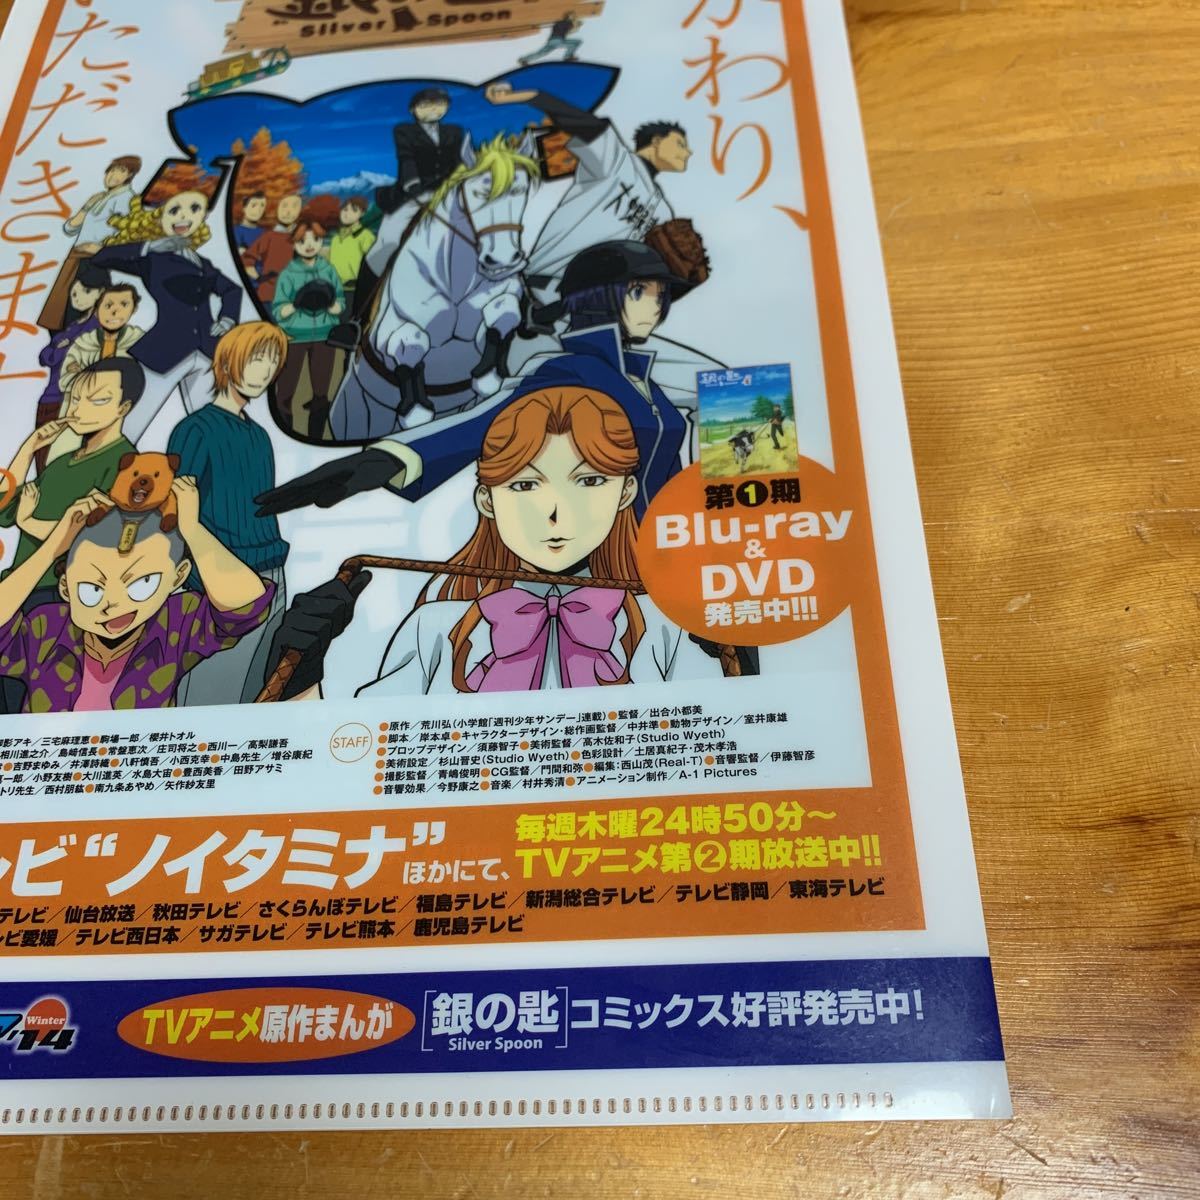 銀の匙
Silver Spoon
かわり、
ただきます
大蝦
銀の匙
第1期
Blu-ray
&
DVD
発売中!!!
影アキ／三宅麻理恵●駒場一郎／櫻井トオル
相川進之介／島﨑信長●常盤恵次／庄司将之●西川一／高梨謙吾
●吉野まゆみ／井澤詩織●八軒慎吾／小西克幸●中島先生／増谷康紀
一郎／小野友樹●大川進英／水島大宙●豊西美香／田野アサミ
トリ先生／西村朋紘●南九条あやめ／矢作紗友里
STAFF
●原作／荒川弘(小学館「週刊少年サンデー」連載)●監督／出合小都美
●脚本／岸本卓●キャラクターデザイン・総作画監督／中井準●動物デザイン／室井康雄
●プロップデザイン／須藤智子●美術監督／高木佐和子(Studio Wyeth)
●美術設定／杉山晋史(Studio Wyeth)●色彩設計／土居真紀子・茂木孝浩
●撮影監督／青嶋俊明●CG監督／門間和弥●編集：西山茂(Real-T)●音響監督／伊藤智彦
●音響効果／今野康之●音楽／村井秀清●アニメーション制作／A-1 Pictures
レビ“ノイタミナ”ほかにて、
毎週木曜24時50分～
TVアニメ第2期放送中!!
テレビ／仙台放送／秋田テレビ／さくらんぼテレビ／福島テレビ／新潟総合テレビ／テレビ静岡／東海テレビ
レビ愛媛／テレビ西日本／サガテレビ／テレビ熊本／鹿児島テレビ
Winter
14
TVアニメ原作まんが
[銀の匙]コミックス好評発売中!
Silver Spoon